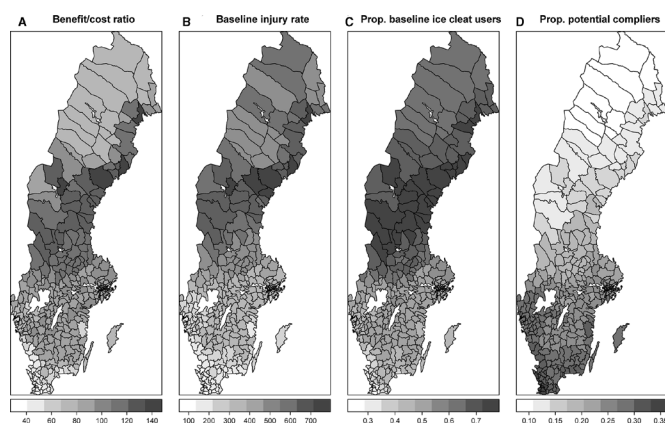 A Benefit/cost ratio
B Baseline injury rate
C Prop. baseline ice cleat users
D Prop. potential compliers
40 60 80 100 120 140
100 200 300 400 500 600 700
0.3 0.4 0.5 0.6 0.7
0.10 0.15 0.20 0.25 0.30 0.35